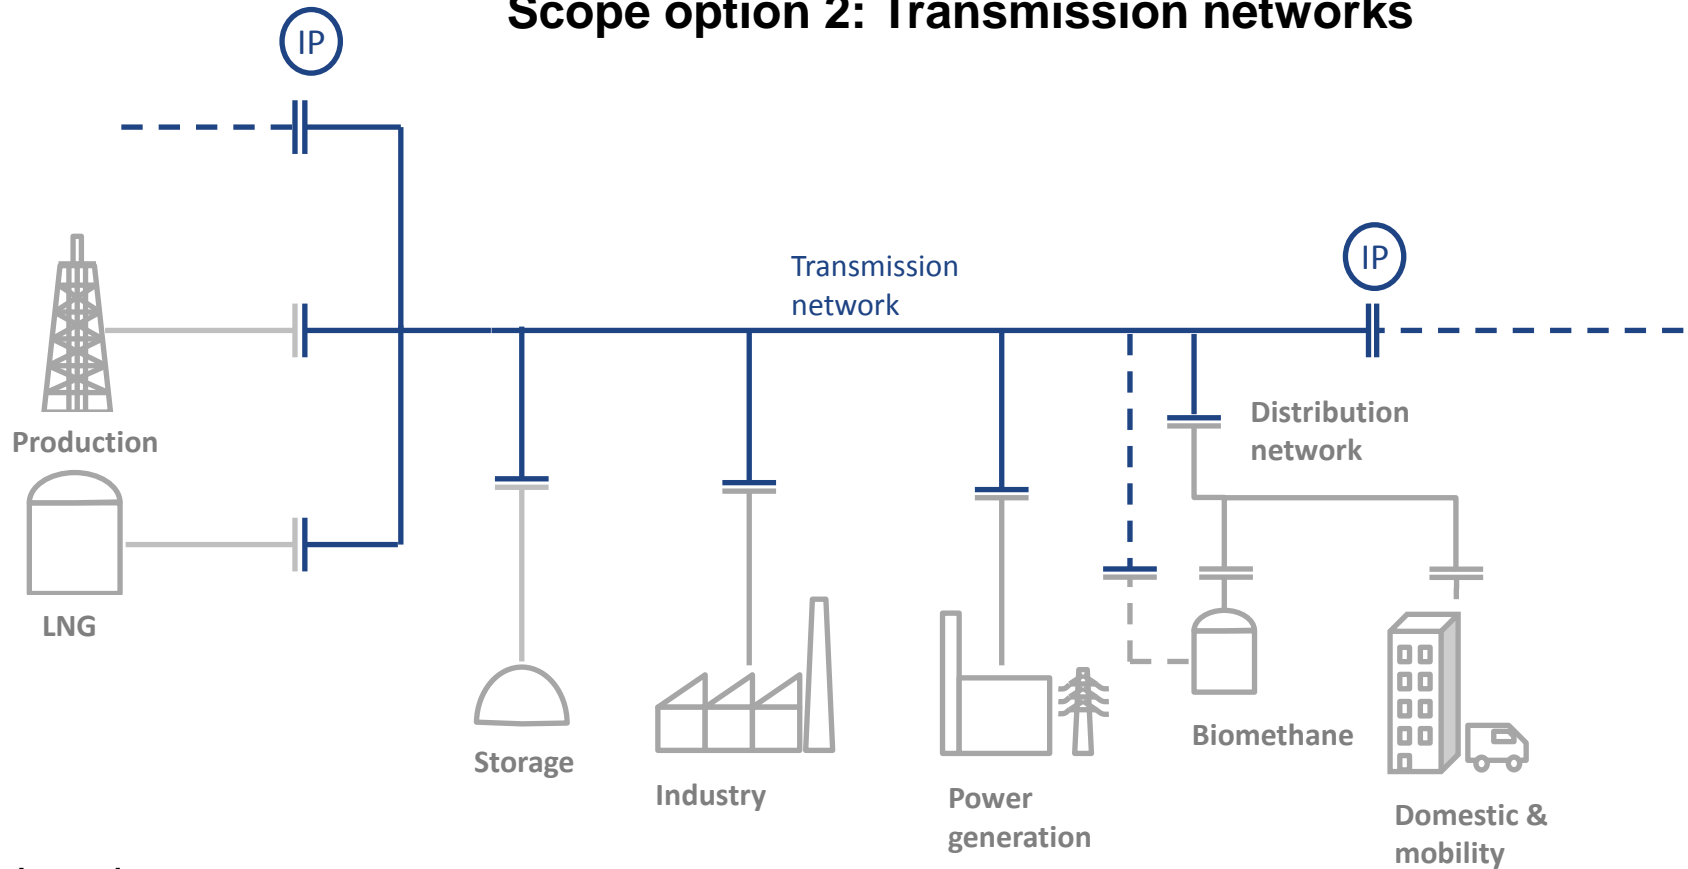 Scope option 2: Transmission networks
IP
IP
Transmission
network
Production
Distribution
network
LNG
Storage
Industry
Power
generation
Biomethane
Domestic &
mobility